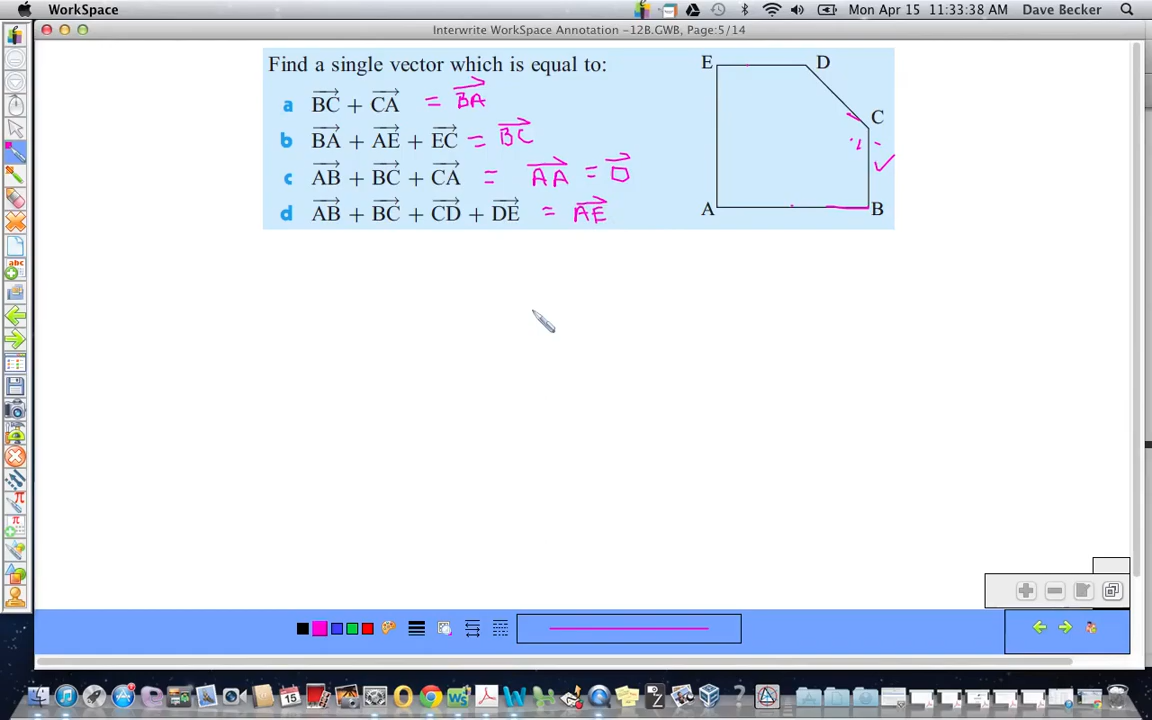 WorkSpace Mon Apr 15 11:33:38 AM Dave Becker
Interwrite WorkSpace Annotation -12B.GWB, Page:5/14
Find a single vector which is equal to:
a BC + CA = BA
b BA + AE + EC = BC
c AB + BC + CA = AA = 0
d AB + BC + CD + DE = AE
E D
C
A B
abc
π
π
15
W
W
Z
?